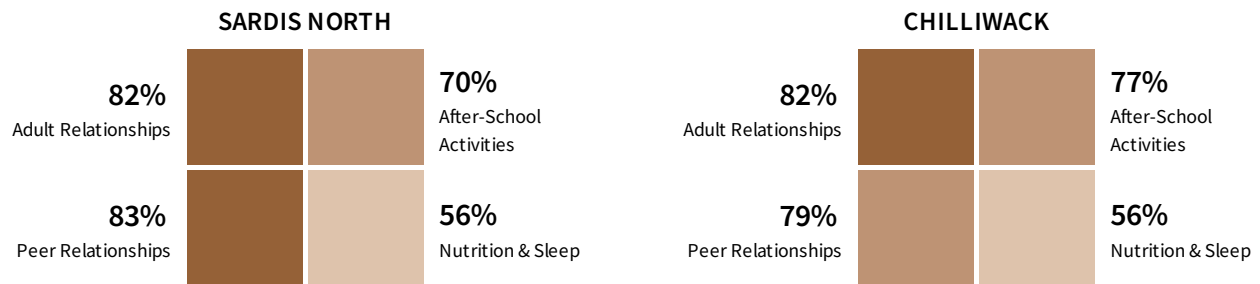 SARDIS NORTH
82%
Adult Relationships
70%
After-School
Activities
83%
Peer Relationships
56%
Nutrition & Sleep
CHILLIWACK
82%
Adult Relationships
77%
After-School
Activities
79%
Peer Relationships
56%
Nutrition & Sleep